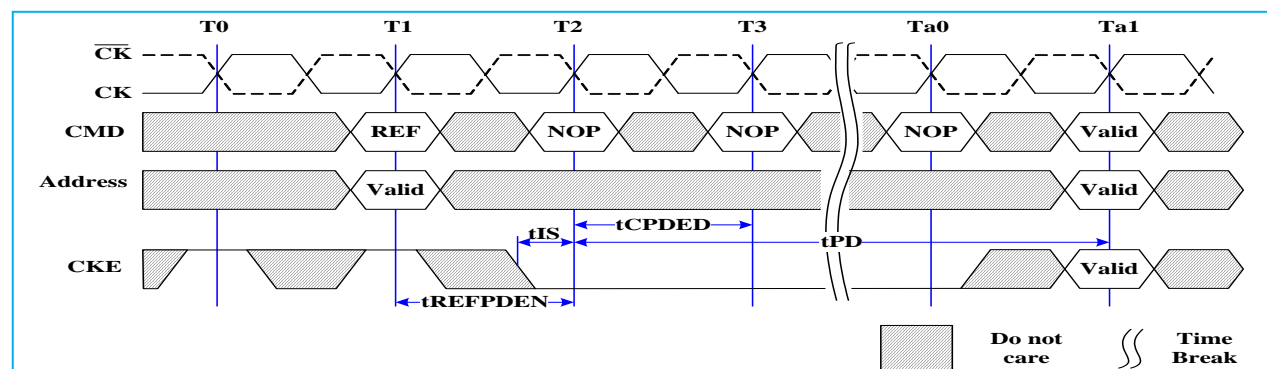 T0 T1 T2 T3 Ta0 Ta1
CK
CK
CMD REF NOP NOP NOP Valid
Address Valid Valid
tIS tCPDED
tPD
CKE Valid
tREFPDEN
Do not care
Time Break